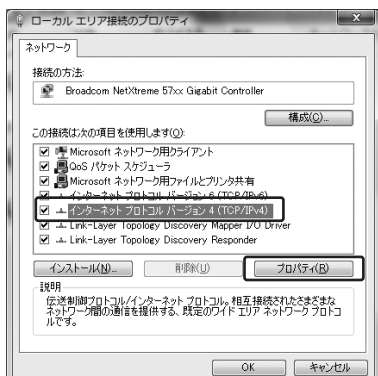 ローカル エリア接続のプロパティ
ネットワーク
接続の方法:
Broadcom NetXtreme 57xx Gigabit Controller
構成(C)...
この接続は次の項目を使用します(O):
Microsoft ネットワーク用クライアント
QoS パケット スケジューラ
Microsoft ネットワーク用ファイルとプリンタ共有
インターネット プロトコル バージョン 6 (TCP/IPv6)
インターネット プロトコル バージョン 4 (TCP/IPv4)
Link-Layer Topology Discovery Mapper I/O Driver
Link-Layer Topology Discovery Responder
インストール(N)...
削除(U)
プロパティ(R)
説明
伝送制御プロトコル/インターネット プロトコル。相互接続されたさまざまな
ネットワーク間の通信を提供する、既定のワイド エリア ネットワーク プロトコ
ルです。
OK
キャンセル